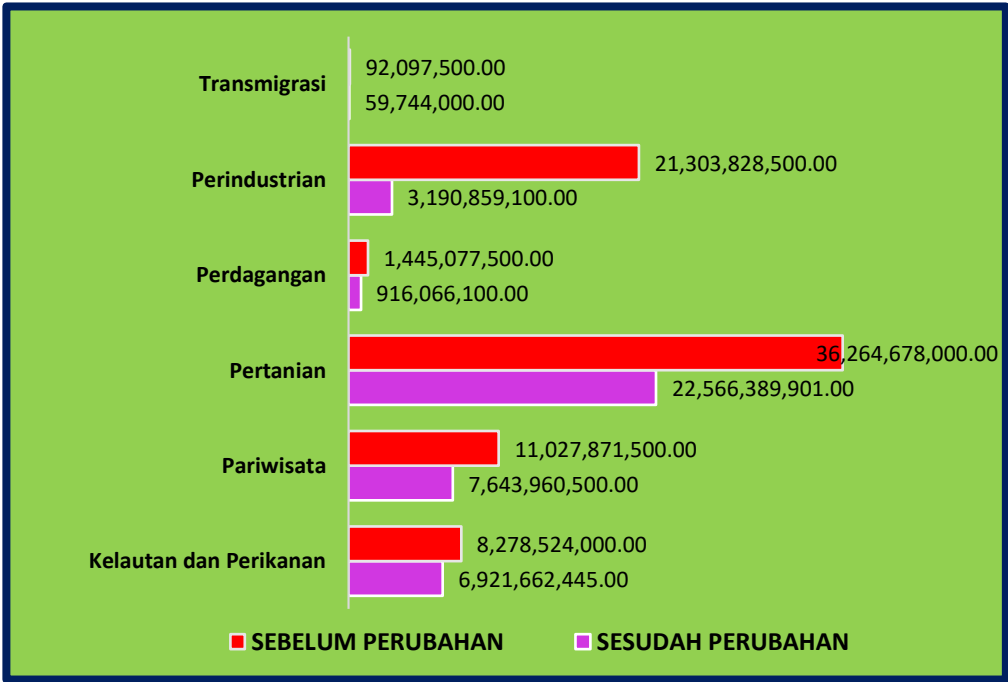 Transmigrasi
92,097,500.00
59,744,000.00
Perindustrian
21,303,828,500.00
3,190,859,100.00
Perdagangan
1,445,077,500.00
916,066,100.00
Pertanian
36,264,678,000.00
22,566,389,901.00
Pariwisata
11,027,871,500.00
7,643,960,500.00
Kelautan dan Perikanan
8,278,524,000.00
6,921,662,445.00
SEBELUM PERUBAHAN
SESUDAH PERUBAHAN